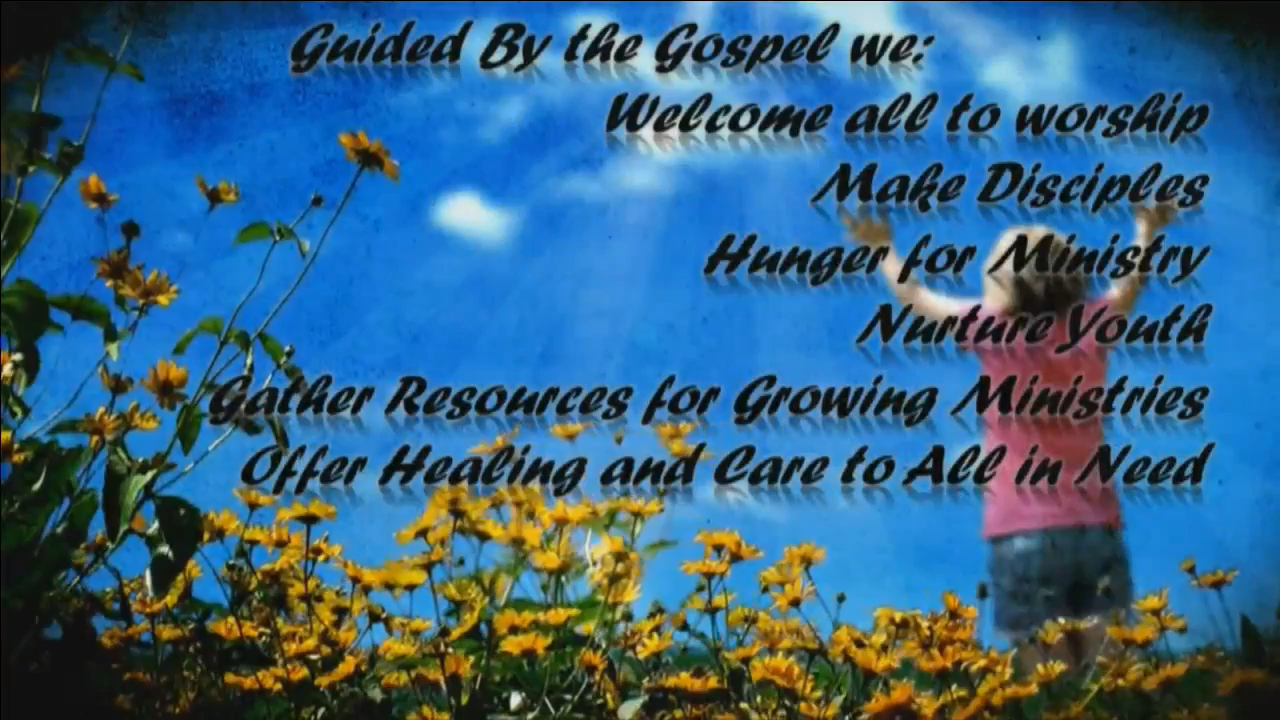 Guided By the Gospel we:
Welcome all to worship
Make Disciples
Hunger for Ministry
Nurture Youth
Gather Resources for Growing Ministries
Offer Healing and Care to All in Need